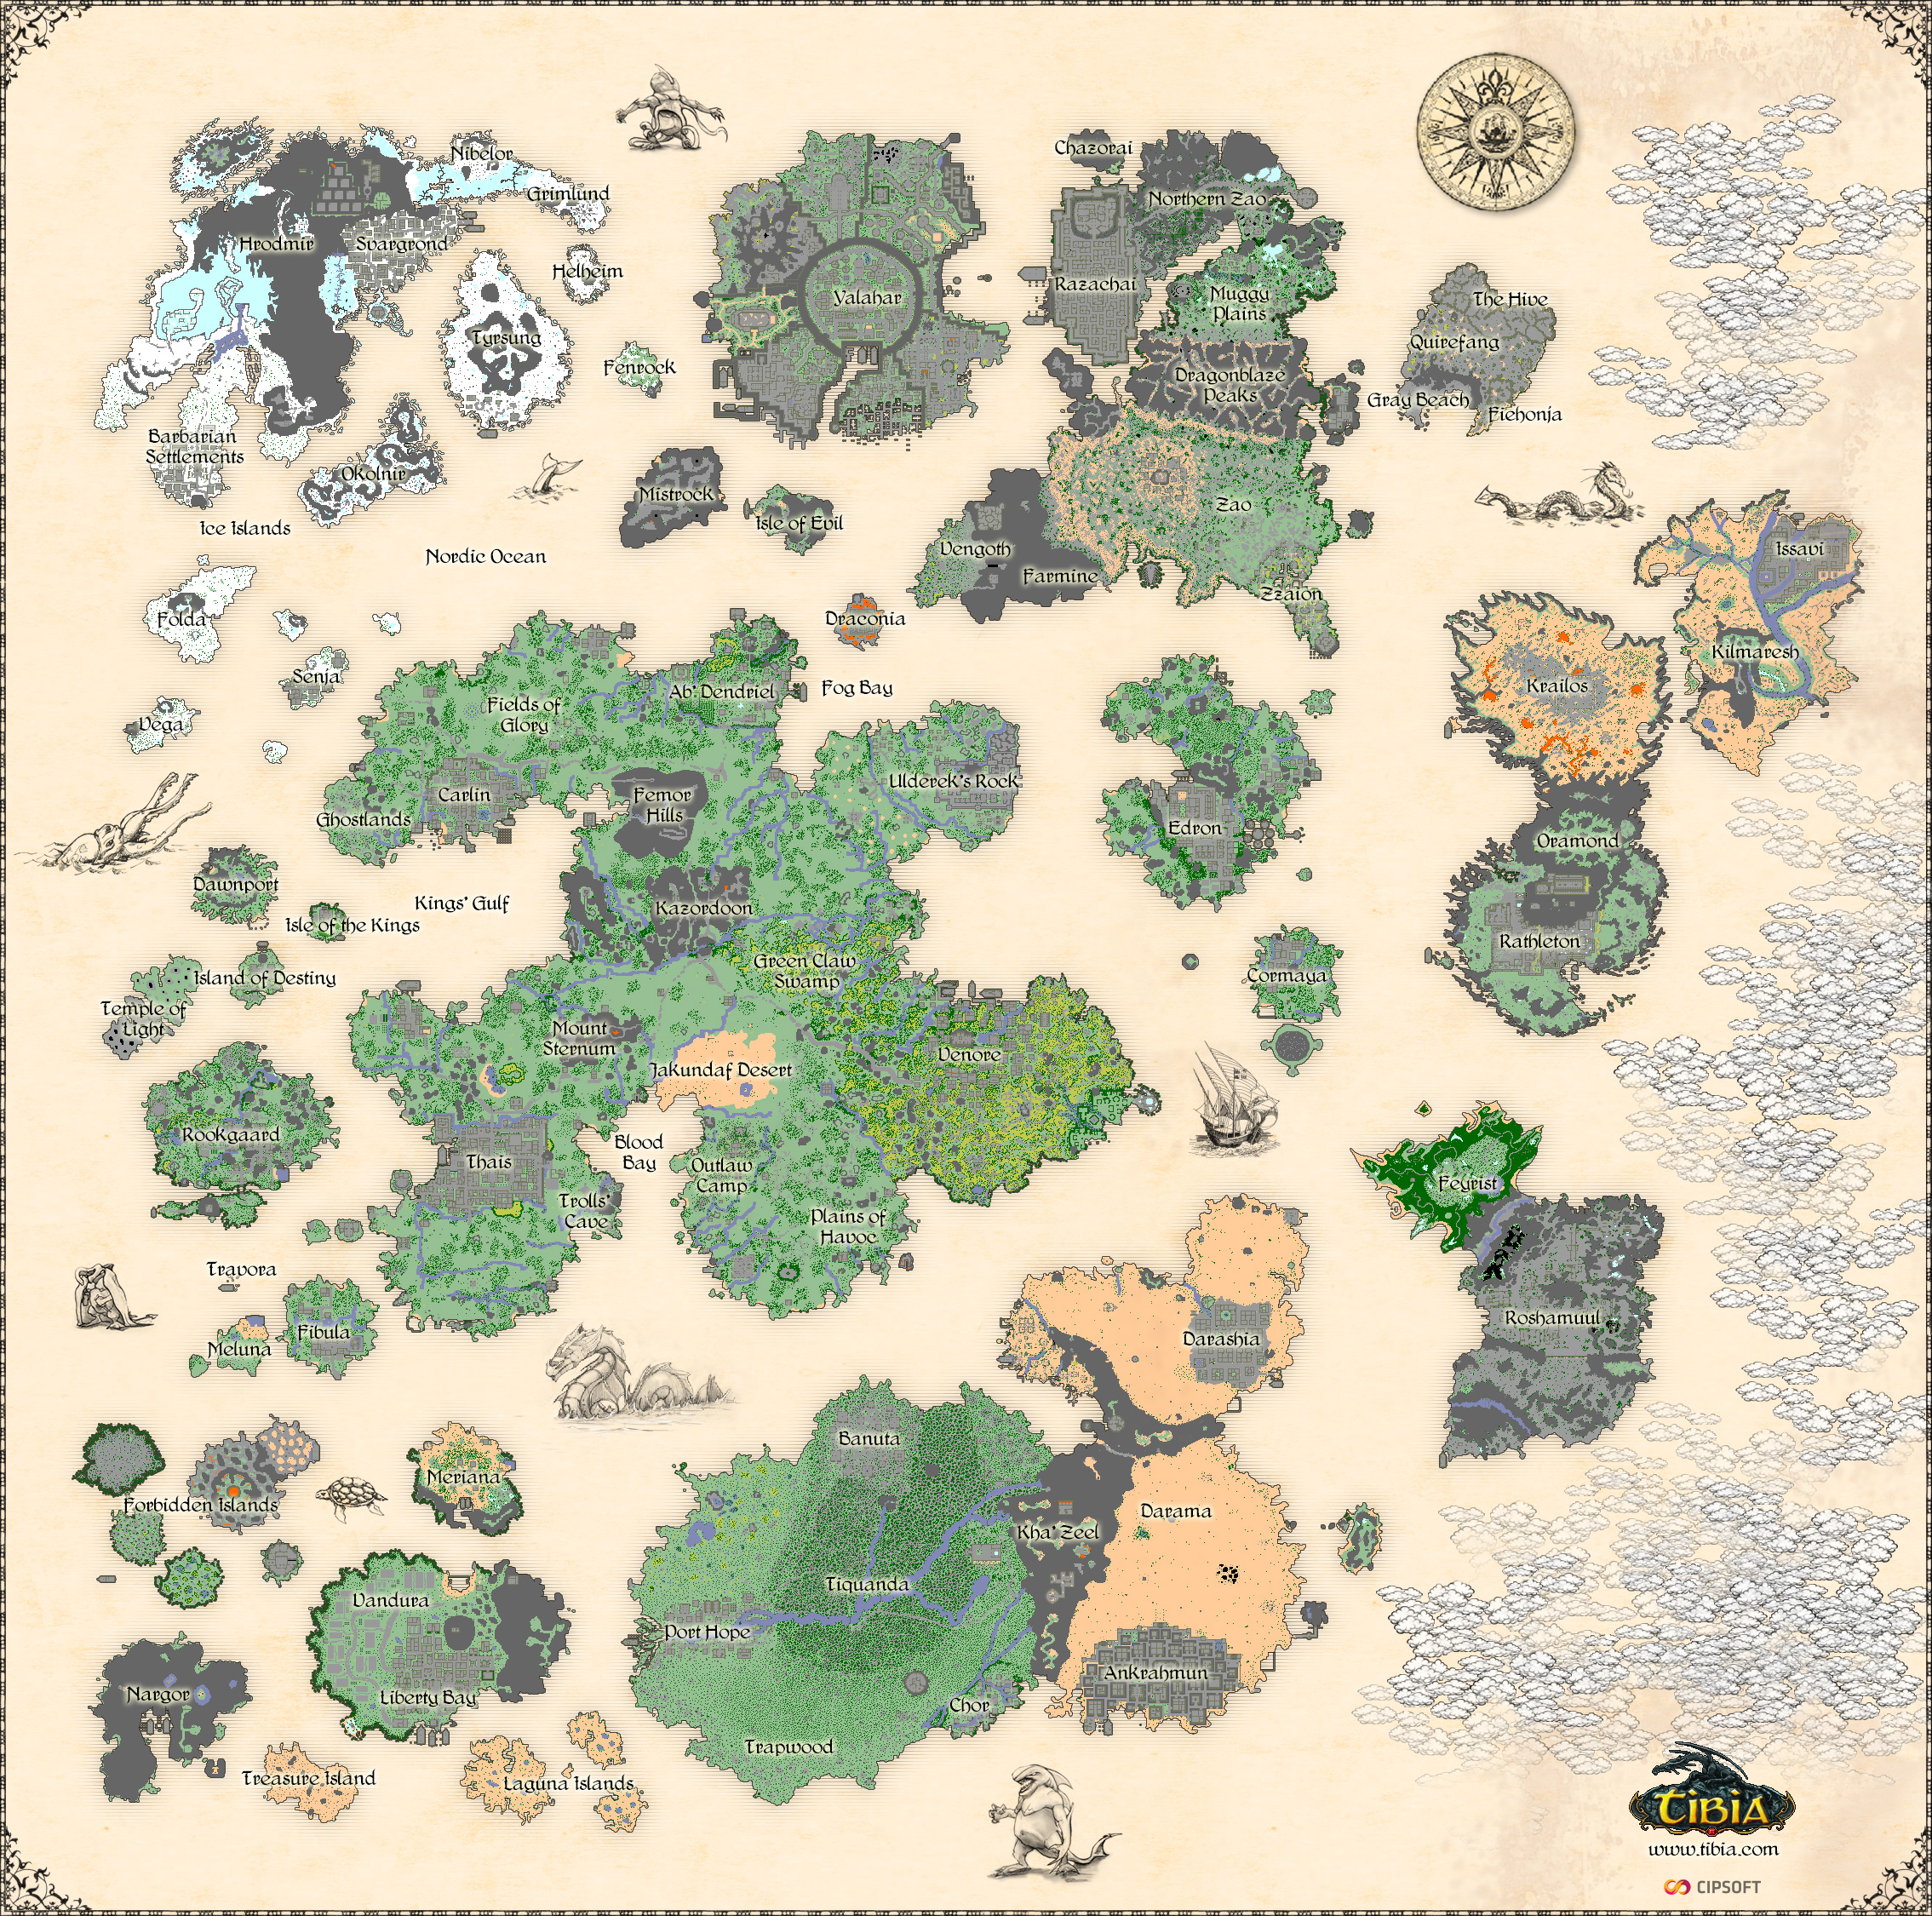 Nibelor
Grimlund
Hrodmir
Svargrond
Helheim
Tyrsung
Fenrock
Barbarian
Settlements
Okolnir
Ice Islands
Nordic Ocean
Mistrock
Isle of Evil
Yalahar
Chazorai
Northern Zao
Razachai
Muggy
Plains
Dragonblaze
Peaks
Zao
Vengoth
Farmine
Zzaion
The Hive
Quirefang
Gray Beach
Fiehonja
Issavi
Kilmaresh
Krailos
Oramond
Rathleton
Folda
Senja
Vega
Draconia
Fog Bay
Fields of
Glory
Ab'Dendriel
Carlin
Ghostlands
Femor
Hills
Ulderek's Rock
Edron
Dawnport
Isle of the Kings
Kings' Gulf
Kazordoon
Green Claw
Swamp
Island of Destiny
Temple of
Light
Cormaya
Mount
Sternum
Jakundaf Desert
Venore
Rookgaard
Thais
Blood
Bay
Outlaw
Camp
Trolls'
Cave
Plains of
Havoc
Travora
Fibula
Meluna
Feyrist
Roshamuul
Darashia
Forbidden Islands
Meriana
Banuta
Kha'Zeel
Darama
Tiquanda
Port Hope
Vandura
Liberty Bay
Nargor
Ankrahmun
Chor
Trapwood
Treasure Island
Laguna Islands
TIBIA
www.tibia.com
CIPSOFT